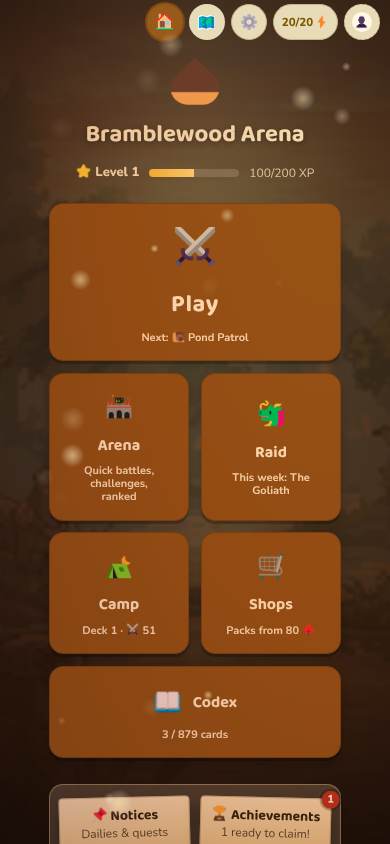 20/20
Bramblewood Arena
Level 1
100/200 XP
Play
Next: Pond Patrol
Arena
Quick battles,
challenges,
ranked
Raid
This week: The
Goliath
Camp
Deck 1 · 51
Shops
Packs from 80
Codex
3 / 879 cards
Notices
Dailies & quests
Achievements
1
1 ready to claim!